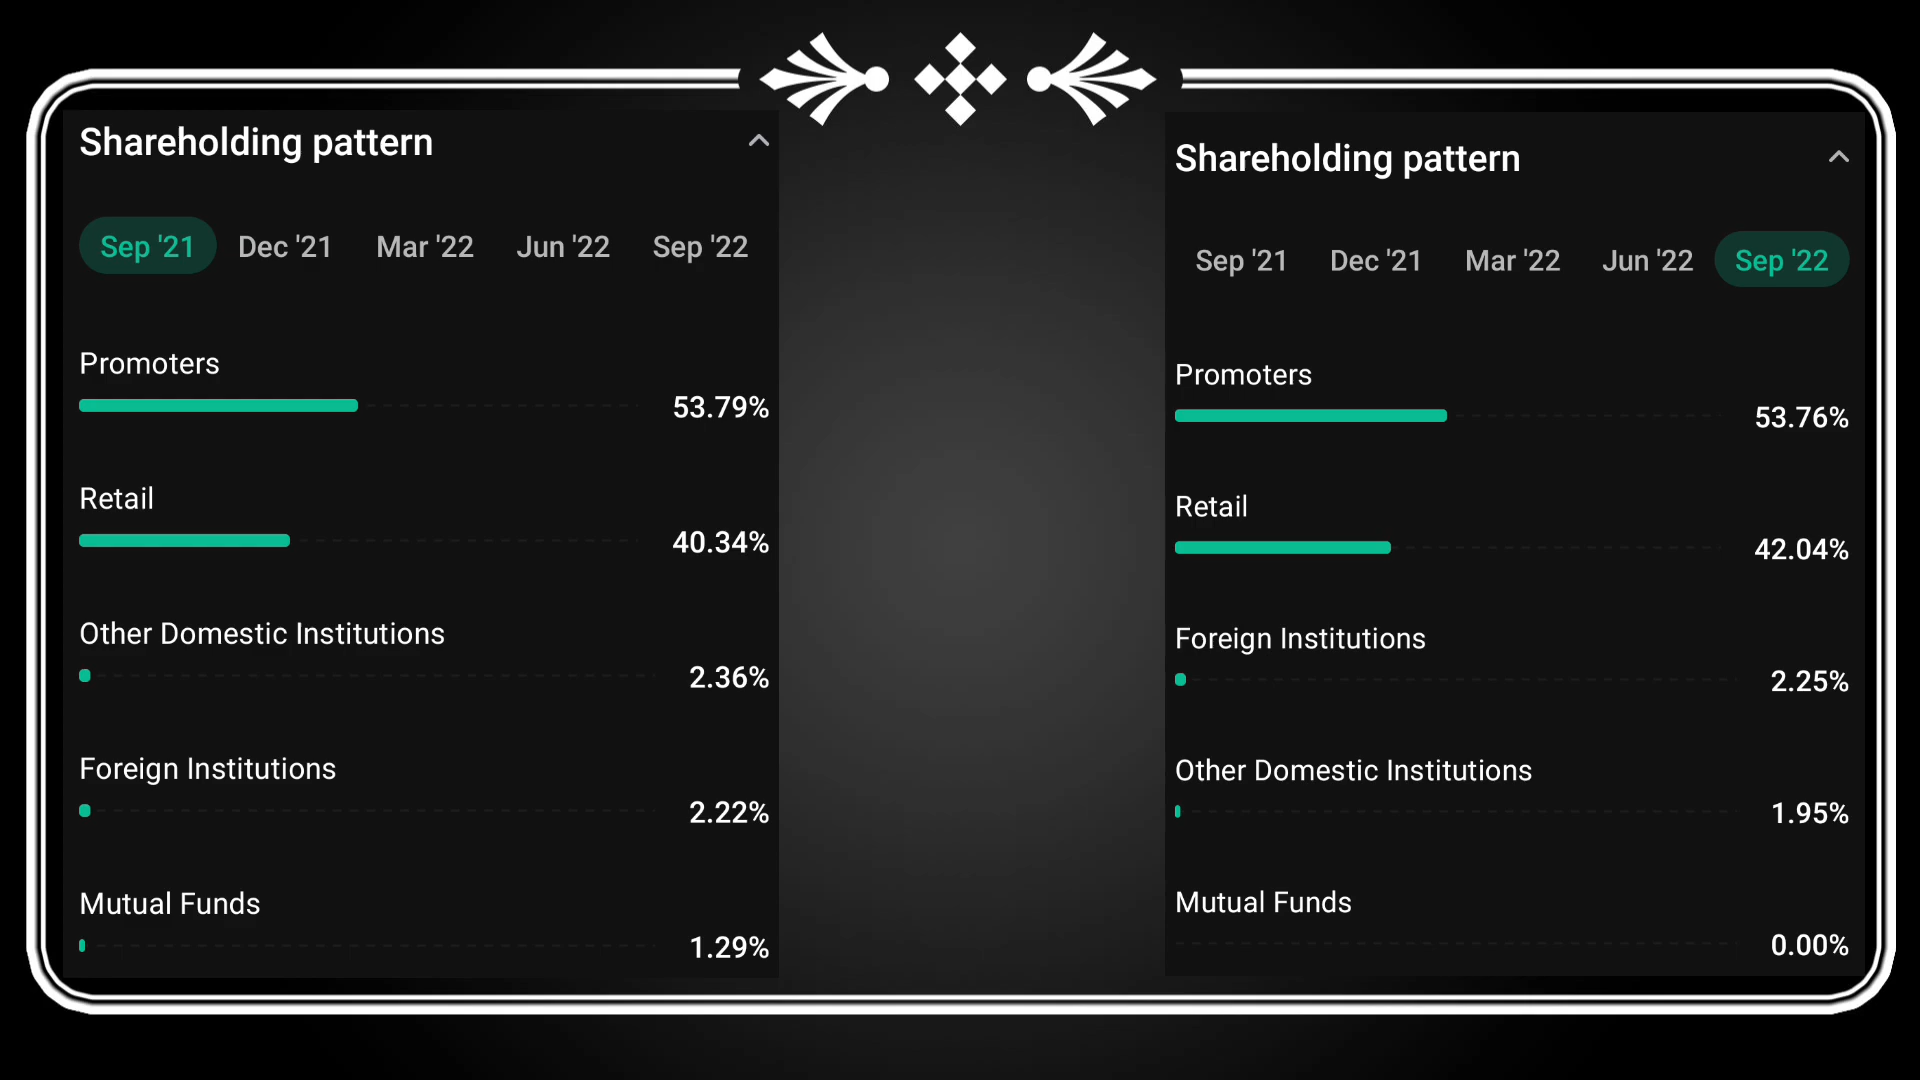 Shareholding pattern
Sep '21 Dec '21 Mar '22 Jun '22 Sep '22
Promoters
53.79%
Retail
40.34%
Other Domestic Institutions
2.36%
Foreign Institutions
2.22%
Mutual Funds
1.29%
Shareholding pattern
Sep '21 Dec '21 Mar '22 Jun '22 Sep '22
Promoters
53.76%
Retail
42.04%
Foreign Institutions
2.25%
Other Domestic Institutions
1.95%
Mutual Funds
0.00%